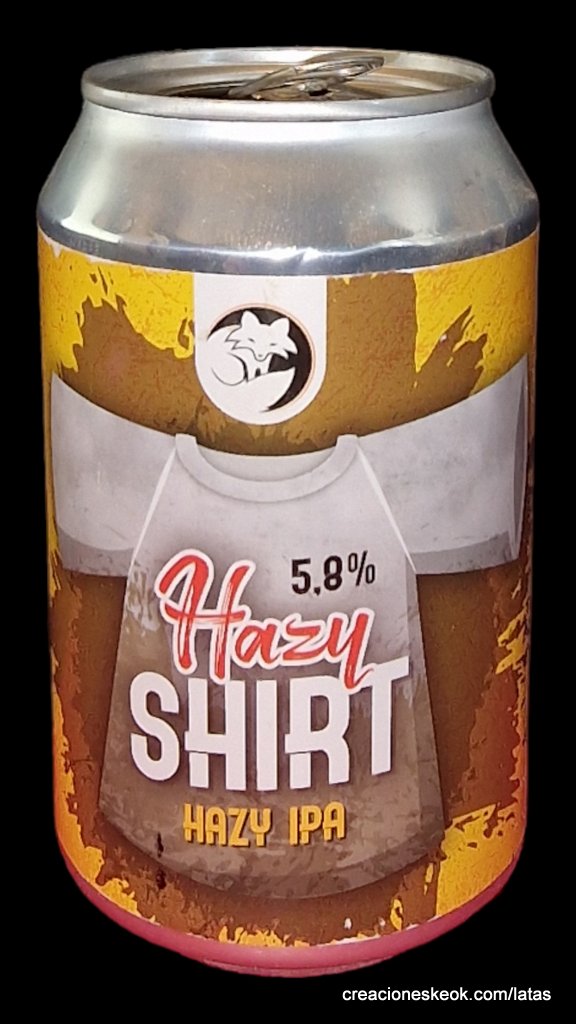 5,8%
Hazy
SHIRT
HAZY IPA
creacioneskeok.com/latas